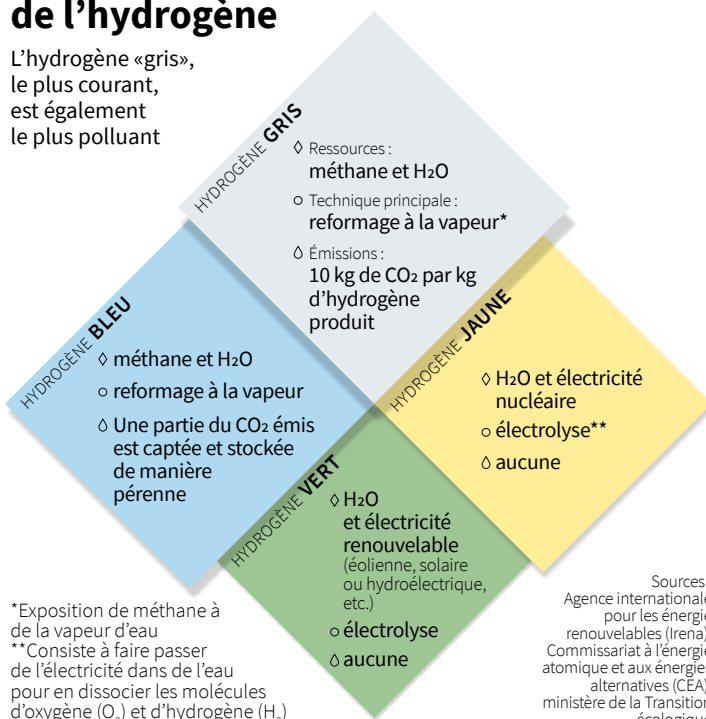 de l’hydrogène
L’hydrogène «gris»,
le plus courant,
est également
le plus polluant
HYDROGÈNE GRIS
◊ Ressources :
méthane et H2O
○ Technique principale :
reformage à la vapeur*
Émissions :
10 kg de CO2 par kg
d’hydrogène
produit
HYDROGÈNE BLEU
◊ méthane et H2O
○ reformage à la vapeur
Une partie du CO2 émis
est captée et stockée
de manière
pérenne
HYDROGÈNE JAUNE
◊ H2O et électricité
nucléaire
○ électrolyse**
aucune
HYDROGÈNE VERT
◊ H2O
et électricité
renouvelable
(éolienne, solaire
ou hydroélectrique,
etc.)
○ électrolyse
aucune
*Exposition de méthane à
de la vapeur d’eau
**Consiste à faire passer
de l’électricité dans de l’eau
pour en dissocier les molécules
d’oxygène (O2) et d’hydrogène (H2)
Sources
Agence internationale
pour les énergie
renouvelables (Irena)
Commissariat à l’énergie
atomique et aux énergies
alternatives (CEA)
ministère de la Transition
écologique